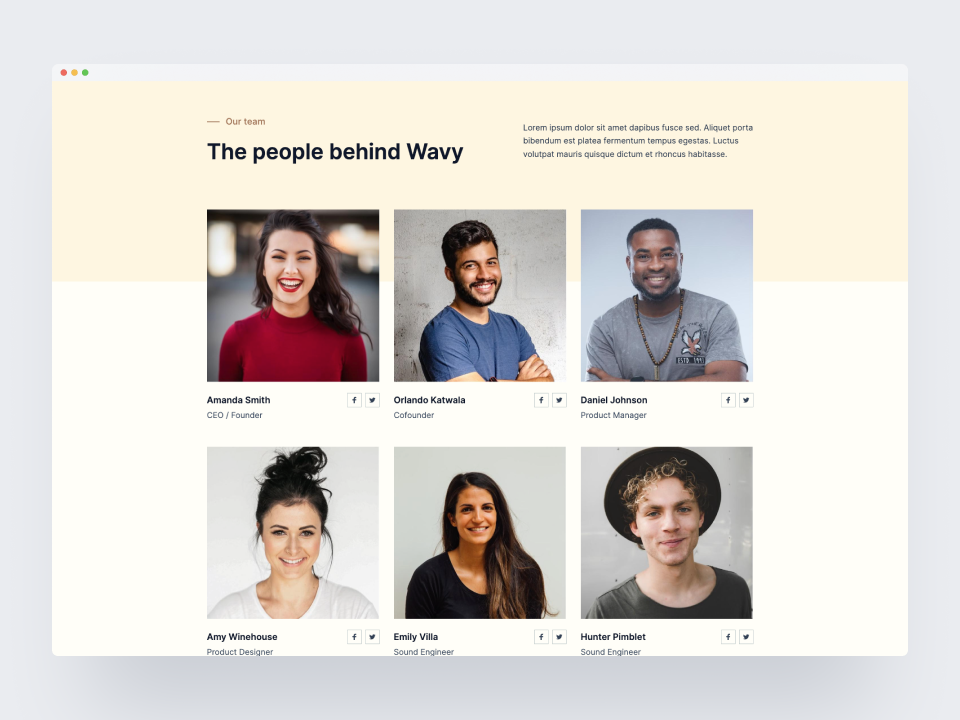 Our team
The people behind Wavy
Lorem ipsum dolor sit amet dapibus fusce sed. Aliquet porta
bibendum est platea fermentum tempus egestas. Luctus
volutpat mauris quisque dictum et rhoncus habitasse.
Amanda Smith
CEO / Founder
Orlando Katwala
Cofounder
Daniel Johnson
Product Manager
Amy Winehouse
Product Designer
Emily Villa
Sound Engineer
Hunter Pimblet
Sound Engineer